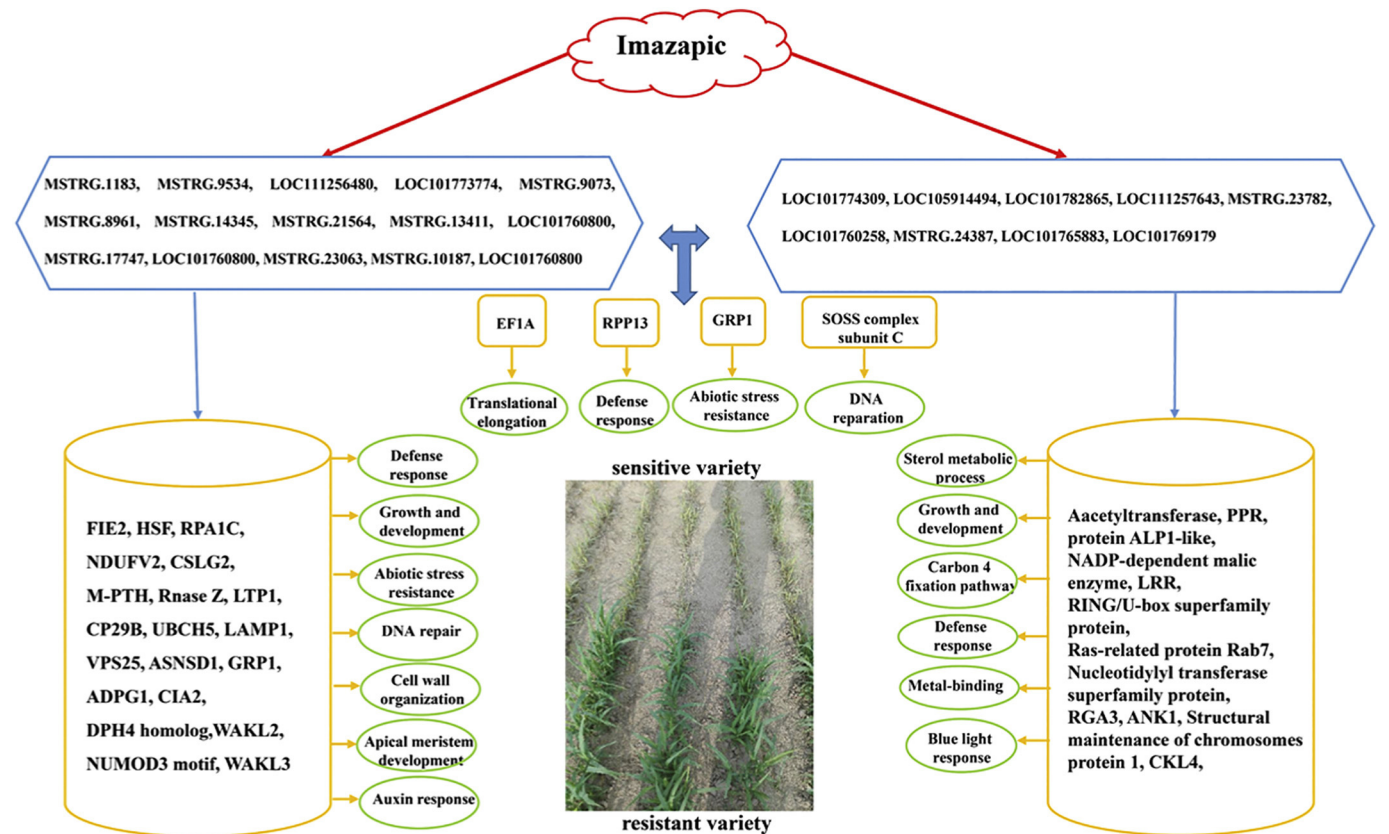 Imazapic
MSTRG.1183, MSTRG.9534, LOC111256480, LOC101773774, MSTRG.9073,
MSTRG.8961, MSTRG.14345, MSTRG.21564, MSTRG.13411, LOC101760800,
MSTRG.17747, LOC101760800, MSTRG.23063, MSTRG.10187, LOC101760800
LOC101774309, LOC105914494, LOC101782865, LOC111257643, MSTRG.23782,
LOC101760258, MSTRG.24387, LOC101765883, LOC101769179
EF1A
RPP13
GRP1
SOSS complex
subunit C
Translational
elongation
Defense
response
Abiotic stress
resistance
DNA
reparation
FIE2, HSF, RPA1C,
NDUFV2, CSLG2,
M-PTH, Rnase Z, LTP1,
CP29B, UBCH5, LAMP1,
VPS25, ASNSD1, GRP1,
ADPG1, CIA2,
DPH4 homolog,WAKL2,
NUMOD3 motif, WAKL3
Defense
response
Growth and
development
Abiotic stress
resistance
DNA repair
Cell wall
organization
Apical meristem
development
Auxin response
sensitive variety
resistant variety
Sterol metabolic
process
Growth and
development
Carbon 4
fixation pathway
Defense
response
Metal-binding
Blue light
response
Aacetyltransferase, PPR,
protein ALP1-like,
NADP-dependent malic
enzyme, LRR,
RING/U-box superfamily
protein,
Ras-related protein Rab7,
Nucleotidylyl transferase
superfamily protein,
RGA3, ANK1, Structural
maintenance of chromosomes
protein 1, CKL4,